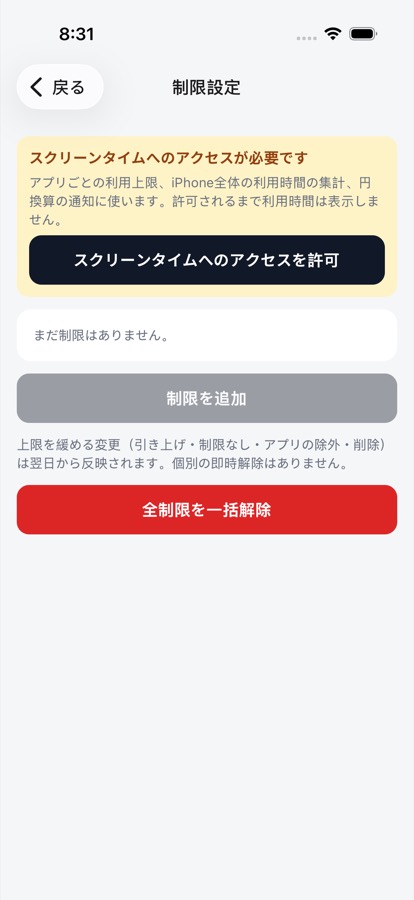 8:31
戻る
制限設定
スクリーンタイムへのアクセスが必要です
アプリごとの利用上限、iPhone全体の利用時間の集計、円
換算の通知に使います。許可されるまで利用時間は表示しま
せん。
スクリーンタイムへのアクセスを許可
まだ制限はありません。
制限を追加
上限を緩める変更（引き上げ・制限なし・アプリの除外・削除）
は翌日から反映されます。個別の即時解除はありません。
全制限を一括解除